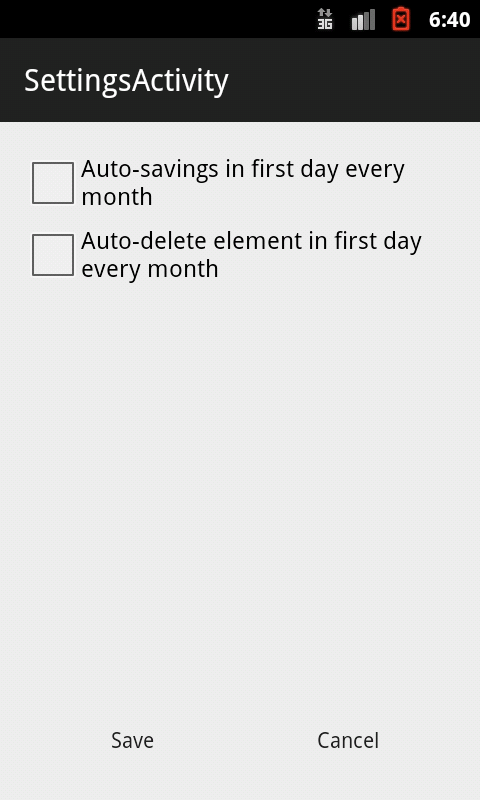 3G
6:40
SettingsActivity
Auto-savings in first day every
month
Auto-delete element in first day
every month
Save
Cancel